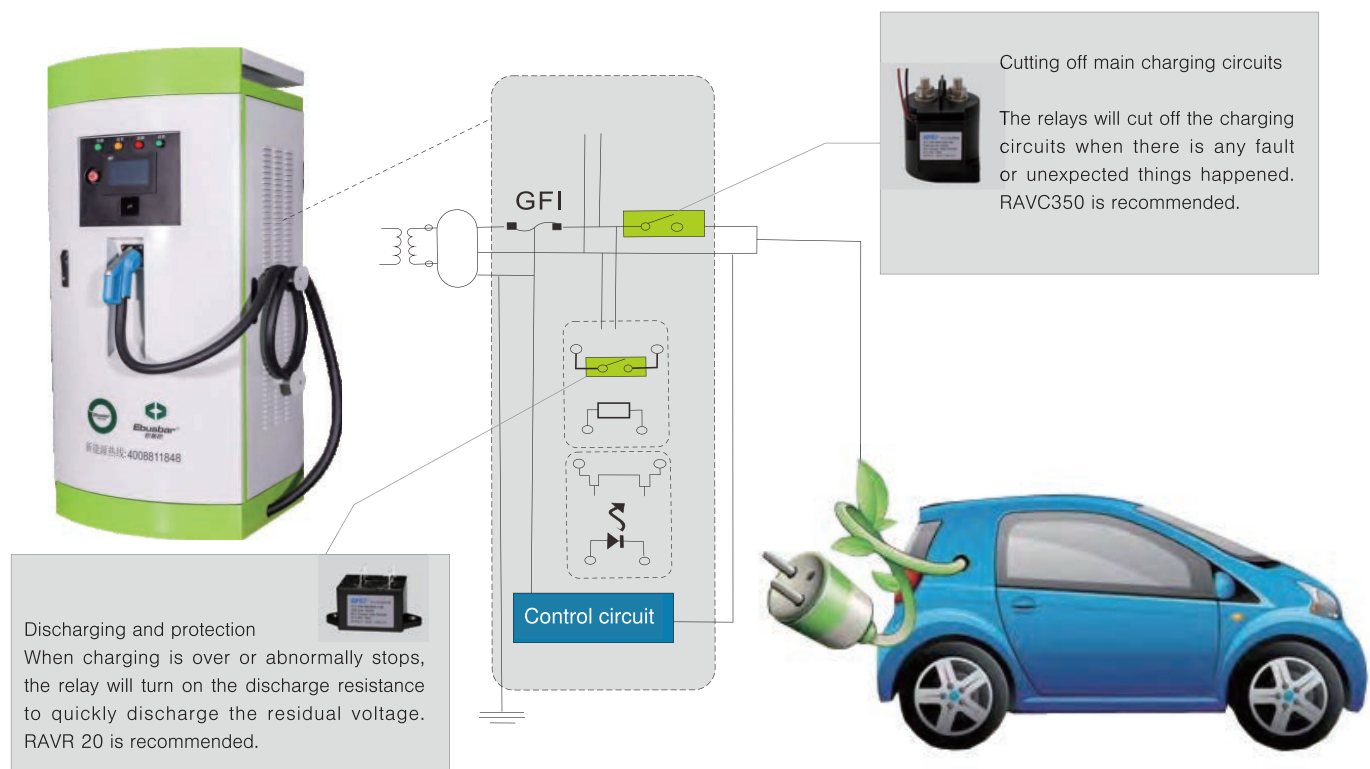 Cutting off main charging circuits
The relays will cut off the charging
circuits when there is any fault
or unexpected things happened.
RAVC350 is recommended.
GFI
Ebusbar®
新能源热线:4008811848
Control circuit
Discharging and protection
When charging is over or abnormally stops,
the relay will turn on the discharge resistance
to quickly discharge the residual voltage.
RAVR 20 is recommended.